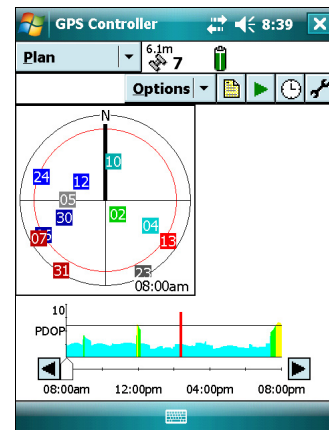 GPS Controller 8:39
Plan 6.1m 7
Options
N
10
24 12
05
30 02
04
07 13
31 23
08:00am
10
PDOP
08:00am 12:00pm 04:00pm 08:00pm